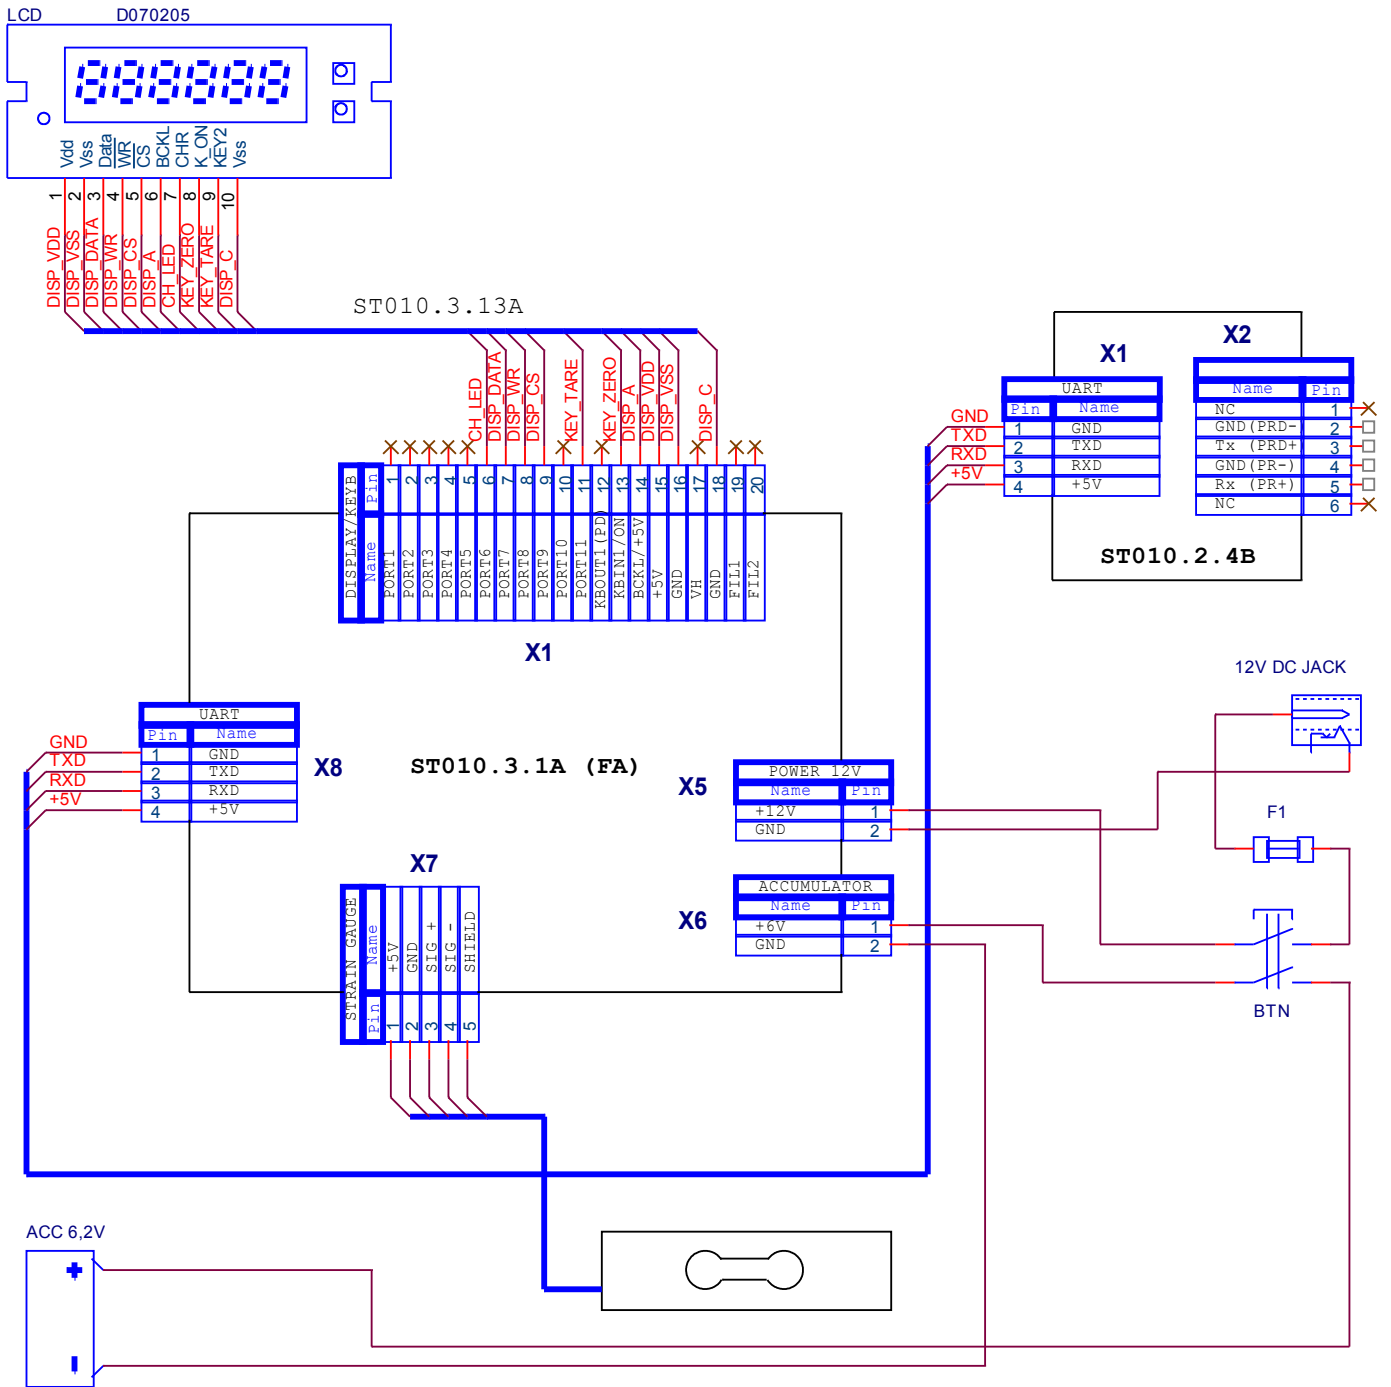 LCD D070205
Vdd
Vss
Data
WR
CS
BCKL
CHR
K_ON
KEY2
Vss
1 2 3 4 5 6 7 8 9 10
DISP_VDD
DISP_VSS
DISP_DATA
DISP_WR
DISP_CS
DISP_A
CH_LED
KEY_ZERO
KEY_TARE
DISP_C
ST010.3.13A
CH_LED
DISP_DATA
DISP_WR
DISP_CS
KEY_TARE
KEY_ZERO
DISP_A
DISP_VDD
DISP_VSS
DISP_C
DISPLAY/KEYB
Pin Name
1 PORT1
2 PORT2
3 PORT3
4 PORT4
5 PORT5
6 PORT6
7 PORT7
8 PORT8
9 PORT9
10 PORT10
11 PORT11
12 KBOUT1(PD)
13 KBIN1/ON
14 BCKL/+5V
15 +5V
16 GND
17 VH
18 GND
19 FIL1
20 FIL2
X1
X1
UART
Pin Name
GND 1 GND
TXD 2 TXD
RXD 3 RXD
+5V 4 +5V
X2
Name Pin
NC 1
GND(PRD- 2
Tx (PRD+ 3
GND(PR-) 4
Rx (PR+) 5
NC 6
ST010.2.4B
12V DC JACK
UART
Pin Name
GND 1 GND
TXD 2 TXD
RXD 3 RXD
+5V 4 +5V
X8
ST010.3.1A (FA)
X5
POWER 12V
Name Pin
+12V 1
GND 2
F1
X7
STRAIN GAUGE
Name Pin
+5V 1
GND 2
SIG + 3
SIG - 4
SHIELD 5
X6
ACCUMULATOR
Name Pin
+6V 1
GND 2
BTN
ACC 6,2V
+
-